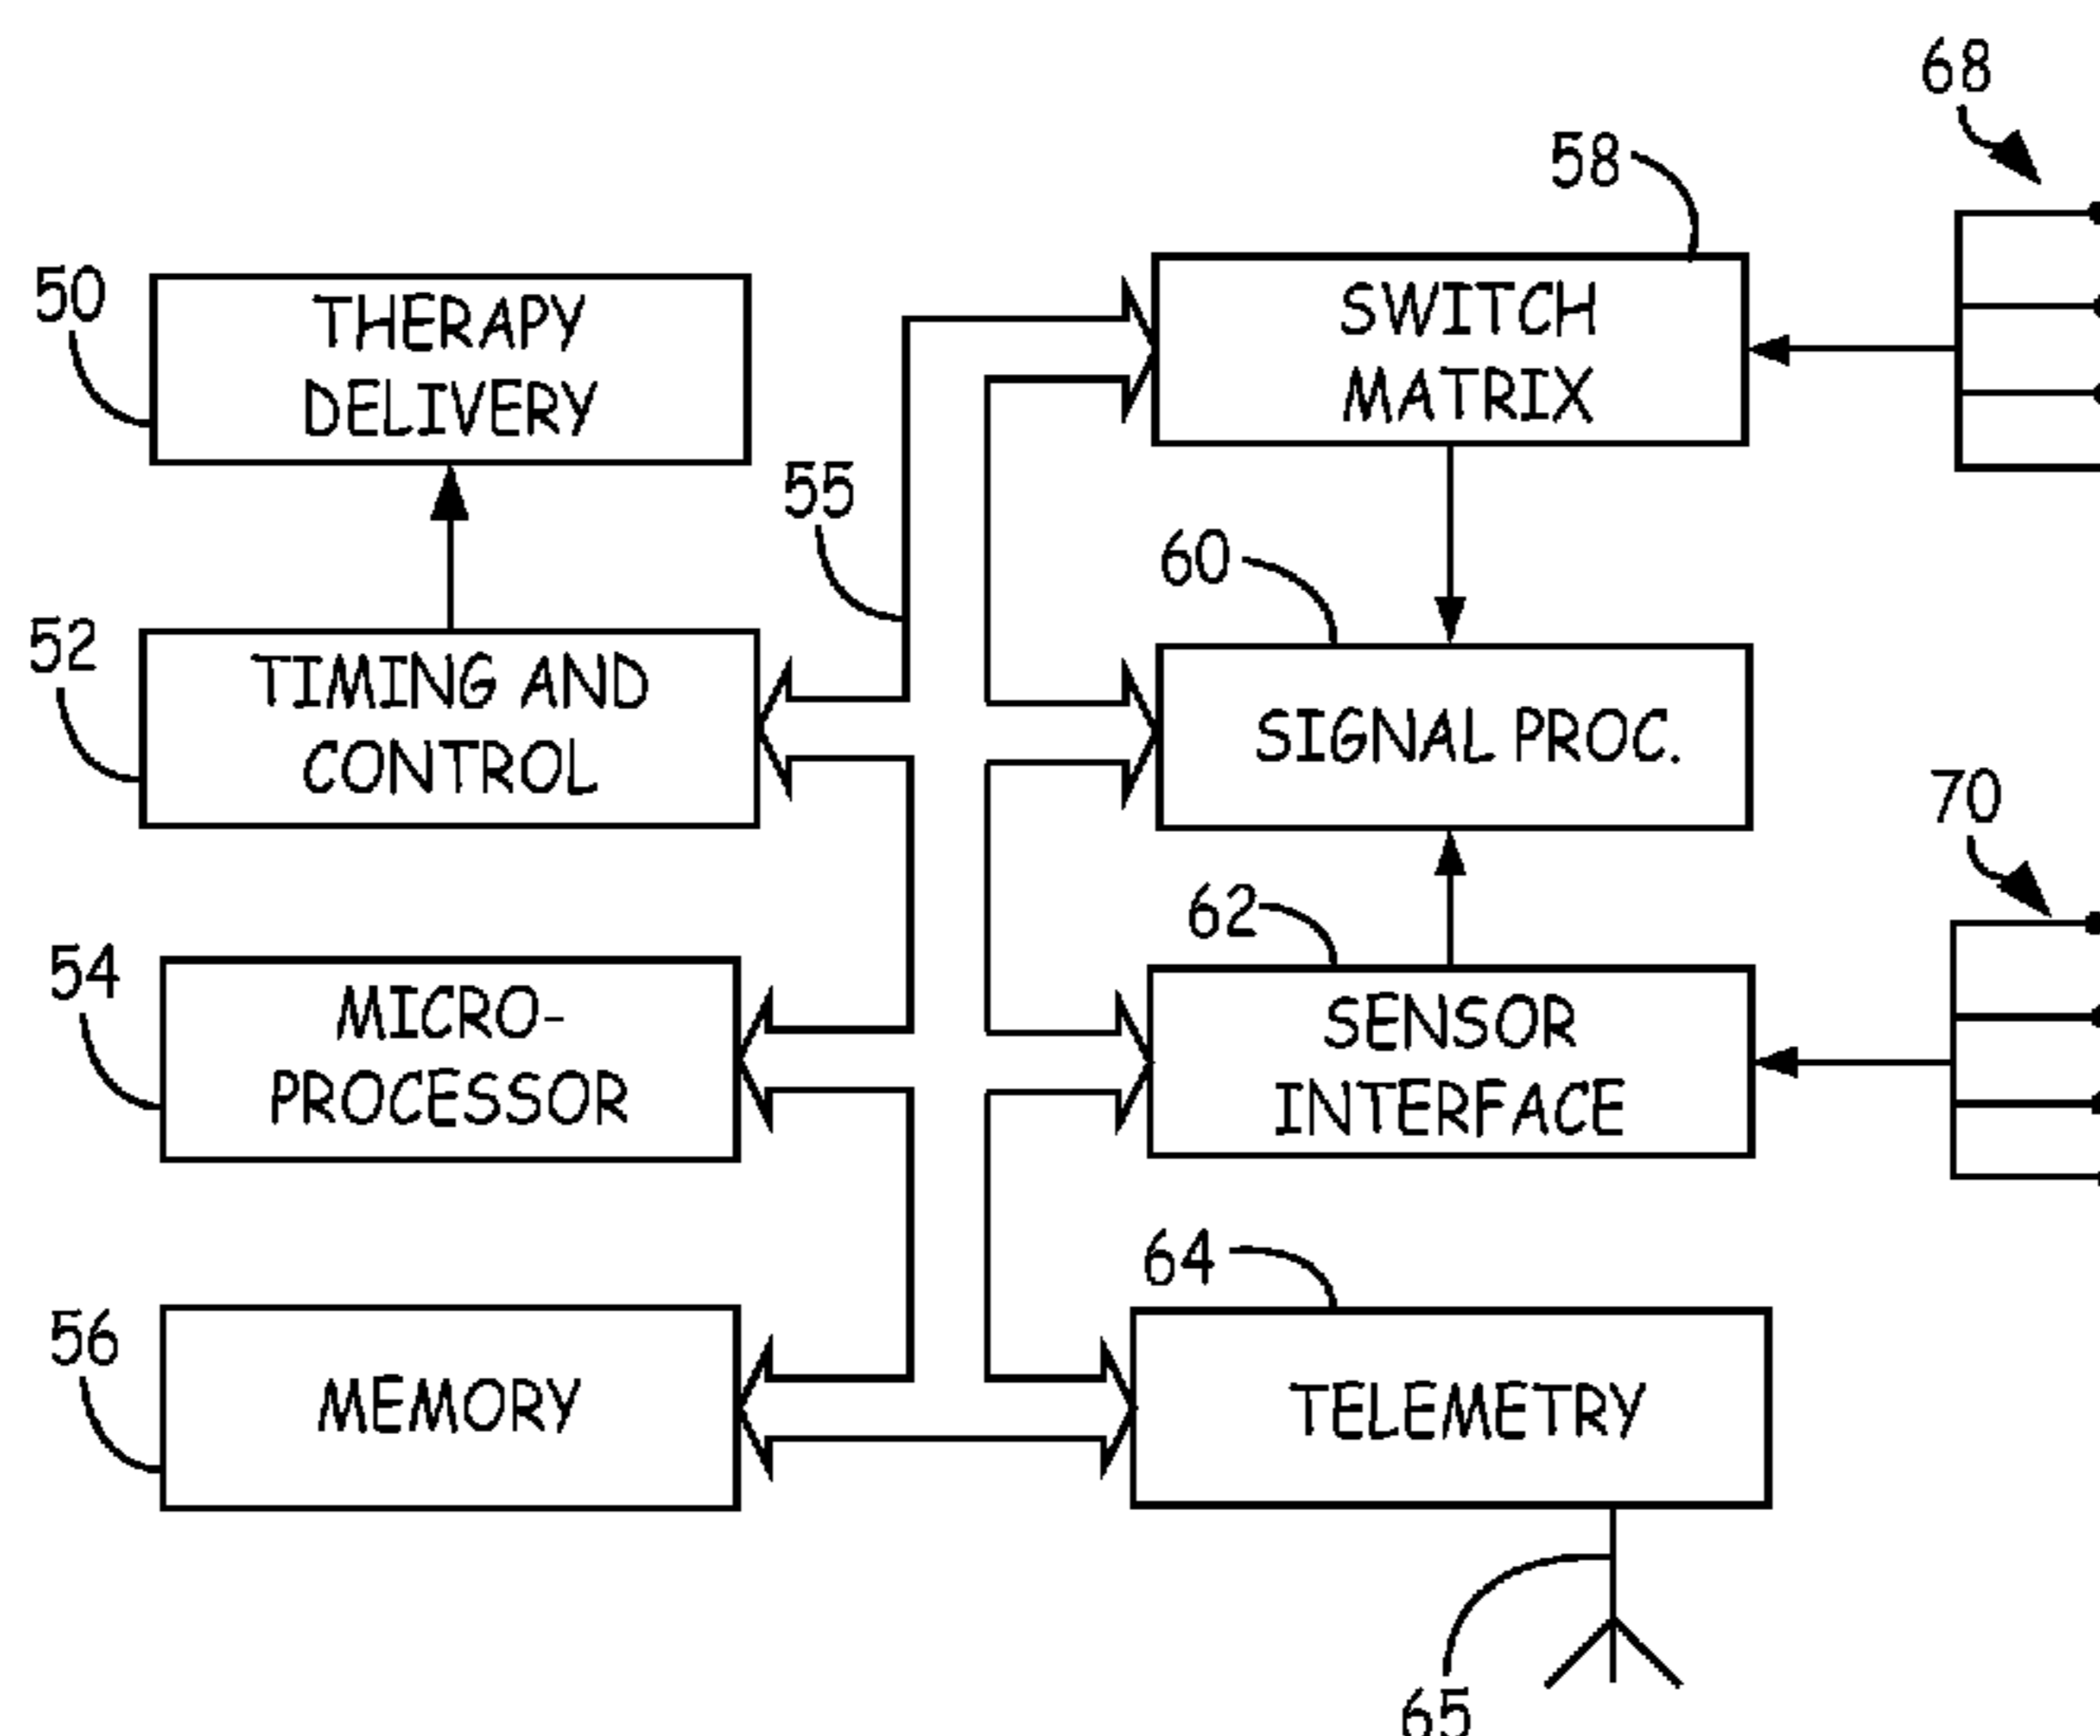 68
58
50
THERAPY
DELIVERY
SWITCH
MATRIX
55
60
52
TIMING AND
CONTROL
SIGNAL PROC.
70
62
54
MICRO-
PROCESSOR
SENSOR
INTERFACE
64
56
MEMORY
TELEMETRY
65